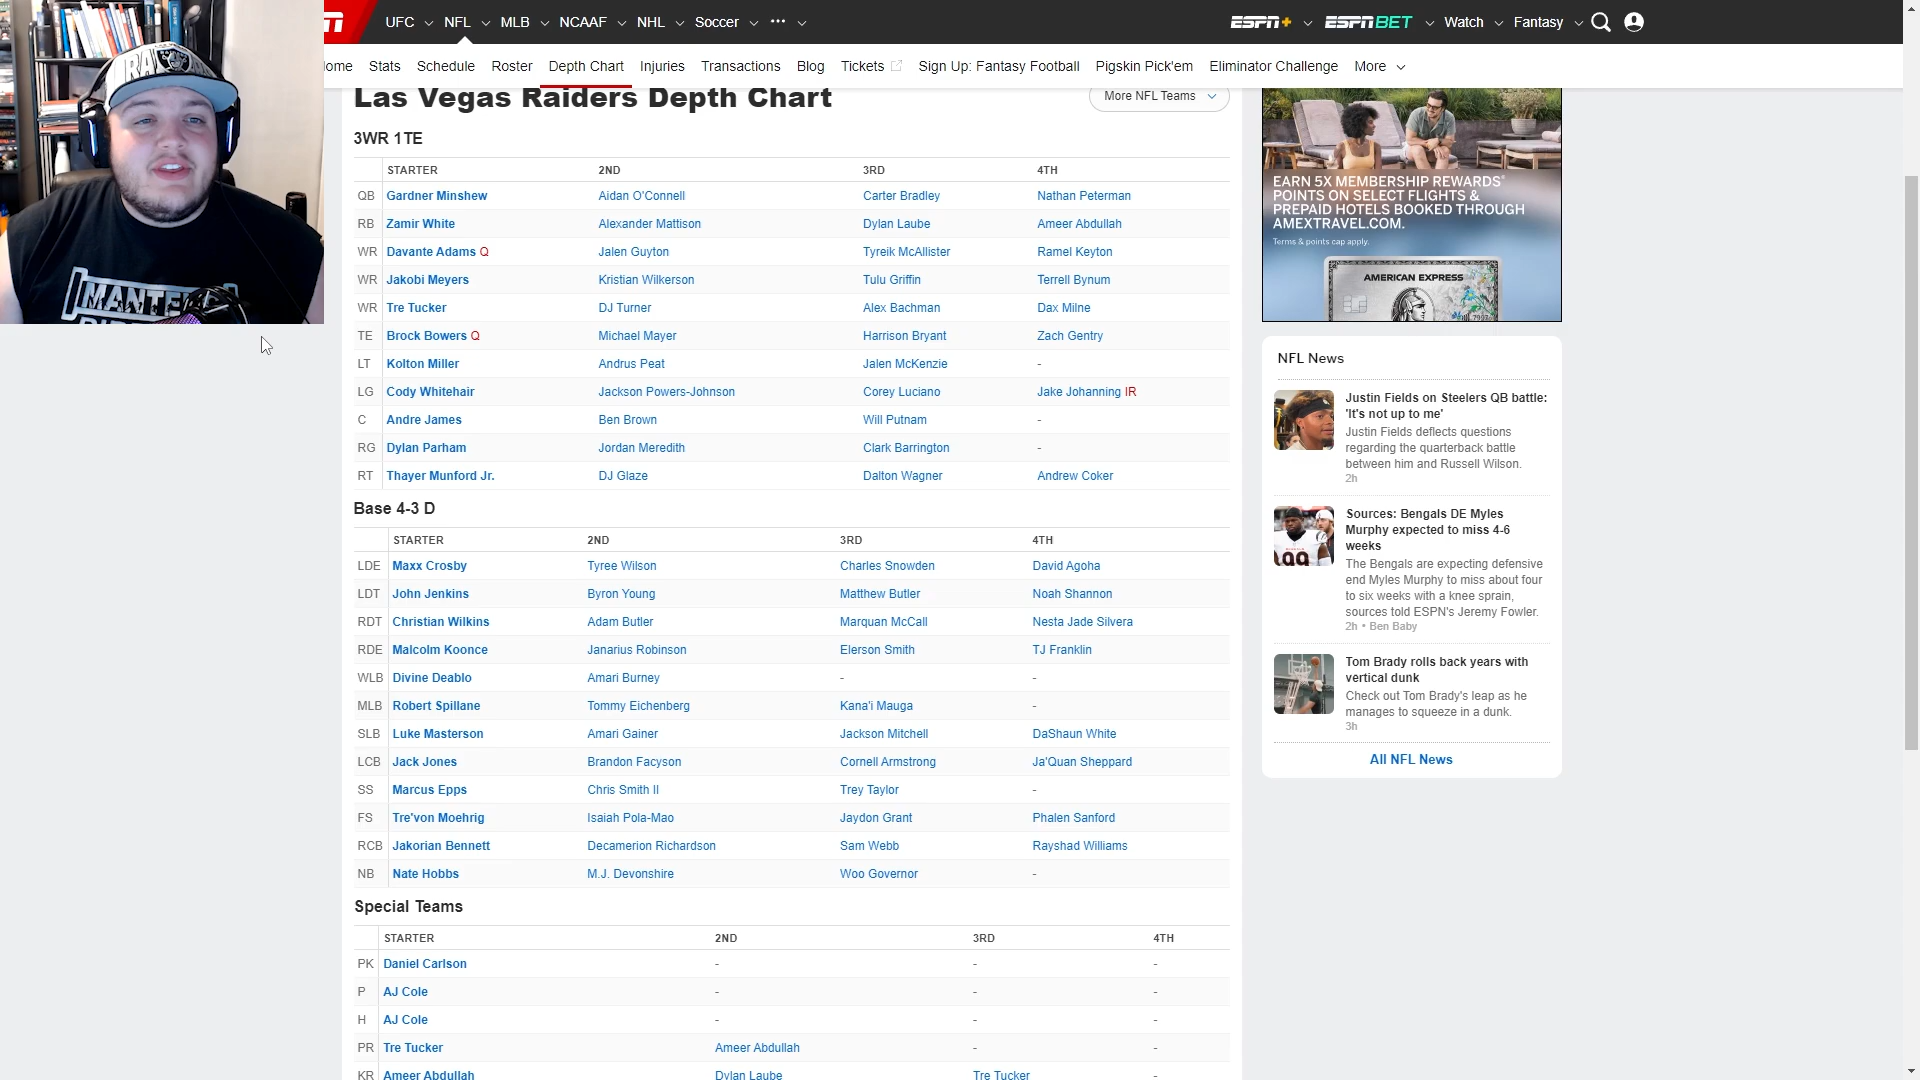 UFC NFL MLB NCAAF NHL Soccer ••• ESPN+ ESPN BET Watch Fantasy
ome Stats Schedule Roster Depth Chart Injuries Transactions Blog Tickets Sign Up: Fantasy Football Pigskin Pick'em Eliminator Challenge More
Las Vegas Raiders Depth Chart
More NFL Teams
3WR 1TE
STARTER 2ND 3RD 4TH
QB Gardner Minshew Aidan O'Connell Carter Bradley Nathan Peterman
RB Zamir White Alexander Mattison Dylan Laube Ameer Abdullah
WR Davante Adams Q Jalen Guyton Tyreik McAllister Ramel Keyton
WR Jakobi Meyers Kristian Wilkerson Tulu Griffin Terrell Bynum
WR Tre Tucker DJ Turner Alex Bachman Dax Milne
TE Brock Bowers Q Michael Mayer Harrison Bryant Zach Gentry
LT Kolton Miller Andrus Peat Jalen McKenzie -
LG Cody Whitehair Jackson Powers-Johnson Corey Luciano Jake Johanning IR
C Andre James Ben Brown Will Putnam -
RG Dylan Parham Jordan Meredith Clark Barrington -
RT Thayer Munford Jr. DJ Glaze Dalton Wagner Andrew Coker
Base 4-3 D
STARTER 2ND 3RD 4TH
LDE Maxx Crosby Tyree Wilson Charles Snowden David Agoha
LDT John Jenkins Byron Young Matthew Butler Noah Shannon
RDT Christian Wilkins Adam Butler Marquan McCall Nesta Jade Silvera
RDE Malcolm Koonce Janarius Robinson Elerson Smith TJ Franklin
WLB Divine Deablo Amari Burney - -
MLB Robert Spillane Tommy Eichenberg Kana'i Mauga -
SLB Luke Masterson Amari Gainer Jackson Mitchell DaShaun White
LCB Jack Jones Brandon Facyson Cornell Armstrong Ja'Quan Sheppard
SS Marcus Epps Chris Smith II Trey Taylor -
FS Tre'von Moehrig Isaiah Pola-Mao Jaydon Grant Phalen Sanford
RCB Jakorian Bennett Decamerion Richardson Sam Webb Rayshad Williams
NB Nate Hobbs M.J. Devonshire Woo Governor -
Special Teams
STARTER 2ND 3RD 4TH
PK Daniel Carlson - - -
P AJ Cole - - -
H AJ Cole - - -
PR Tre Tucker Ameer Abdullah - -
KR Ameer Abdullah Dylan Laube Tre Tucker -
EARN 5X MEMBERSHIP REWARDS®
POINTS ON SELECT FLIGHTS &
PREPAID HOTELS BOOKED THROUGH
AMEXTRAVEL.COM.
Terms & points cap apply.
AMERICAN EXPRESS
NFL News
Justin Fields on Steelers QB battle:
'It's not up to me'
Justin Fields deflects questions
regarding the quarterback battle
between him and Russell Wilson.
2h
Sources: Bengals DE Myles
Murphy expected to miss 4-6
weeks
The Bengals are expecting defensive
end Myles Murphy to miss about four
to six weeks with a knee sprain,
sources told ESPN's Jeremy Fowler.
2h • Ben Baby
Tom Brady rolls back years with
vertical dunk
Check out Tom Brady's leap as he
manages to squeeze in a dunk.
3h
All NFL News